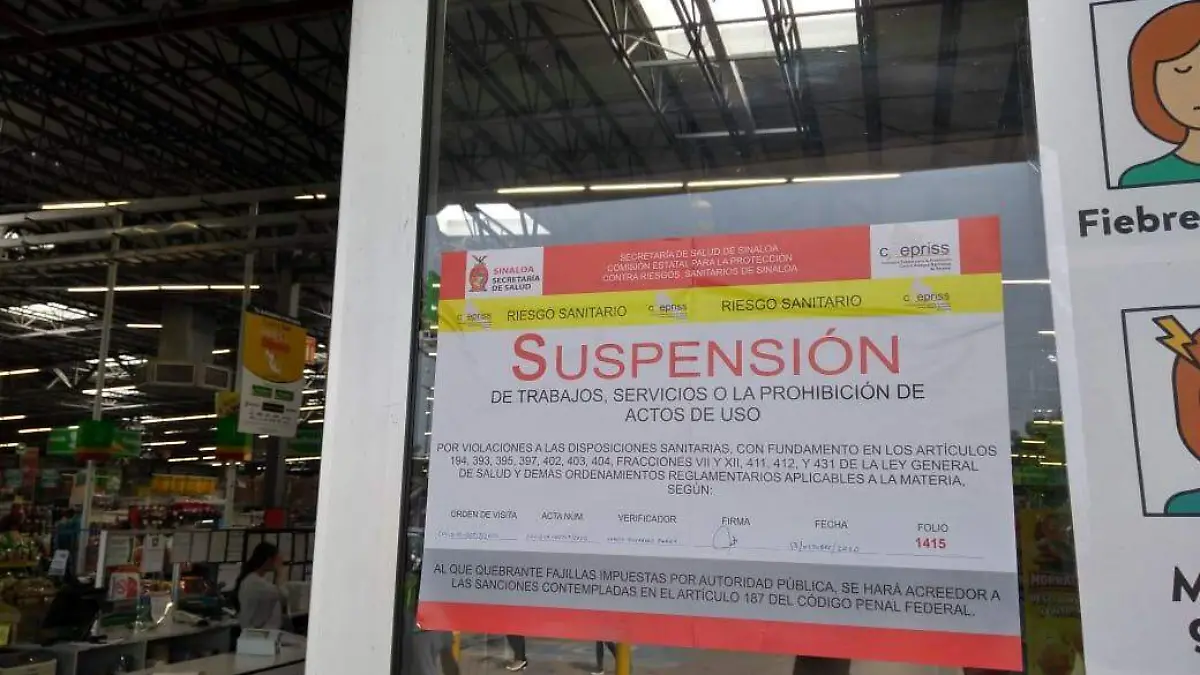 SINALOA
SECRETARÍA
DE SALUD
SECRETARÍA DE SALUD DE SINALOA
COMISIÓN ESTATAL PARA LA PROTECCIÓN
CONTRA RIESGOS SANITARIOS DE SINALOA
c epriss
c epriss RIESGO SANITARIO c epriss RIESGO SANITARIO c epriss
SUSPENSIÓN
DE TRABAJOS, SERVICIOS O LA PROHIBICIÓN DE
ACTOS DE USO
POR VIOLACIONES A LAS DISPOSICIONES SANITARIAS, CON FUNDAMENTO EN LOS ARTÍCULOS
194, 393, 395, 397, 402, 403, 404, FRACCIONES VII Y XII, 411, 412, Y 431 DE LA LEY GENERAL
DE SALUD Y DEMÁS ORDENAMIENTOS REGLAMENTARIOS APLICABLES A LA MATERIA,
SEGÚN:
ORDEN DE VISITA ACTA NUM. VERIFICADOR FIRMA FECHA FOLIO
1415
AL QUE QUEBRANTE FAJILLAS IMPUESTAS POR AUTORIDAD PÚBLICA, SE HARÁ ACREEDOR A
LAS SANCIONES CONTEMPLADAS EN EL ARTÍCULO 187 DEL CÓDIGO PENAL FEDERAL.
Fiebre